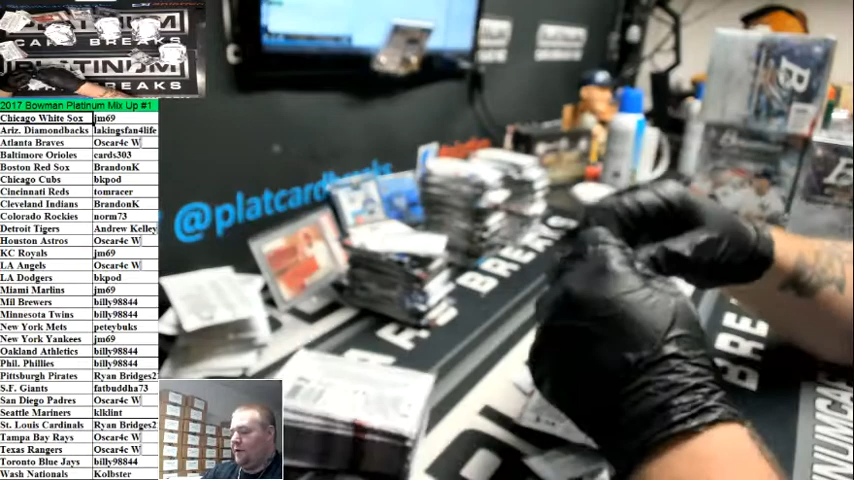 PLATINUM
CARD BREAKS
PLATINUM
BREAKS
2017 Bowman Platinum Mix Up #1
Chicago White Sox jm69
Ariz. Diamondbacks lakingsfan4life
Atlanta Braves Oscar4c W
Baltimore Orioles cards303
Boston Red Sox BrandonK
Chicago Cubs bkpod
Cincinnati Reds tomracer
Cleveland Indians BrandonK
Colorado Rockies norm73
Detroit Tigers Andrew Kelley
Houston Astros Oscar4c W
KC Royals jm69
LA Angels Oscar4c W
LA Dodgers bkpod
Miami Marlins jm69
Mil Brewers billy98844
Minnesota Twins billy98844
New York Mets peteybuks
New York Yankees jm69
Oakland Athletics billy98844
Phil. Phillies billy98844
Pittsburgh Pirates Ryan Bridges2
S.F. Giants fatbuddha73
San Diego Padres Oscar4c W
Seattle Mariners klklint
St. Louis Cardinals Ryan Bridges2
Tampa Bay Rays Oscar4c W
Texas Rangers Oscar4c W
Toronto Blue Jays billy98844
Wash Nationals Kolbster
@platcardbreaks
BREAKS
BRE
B